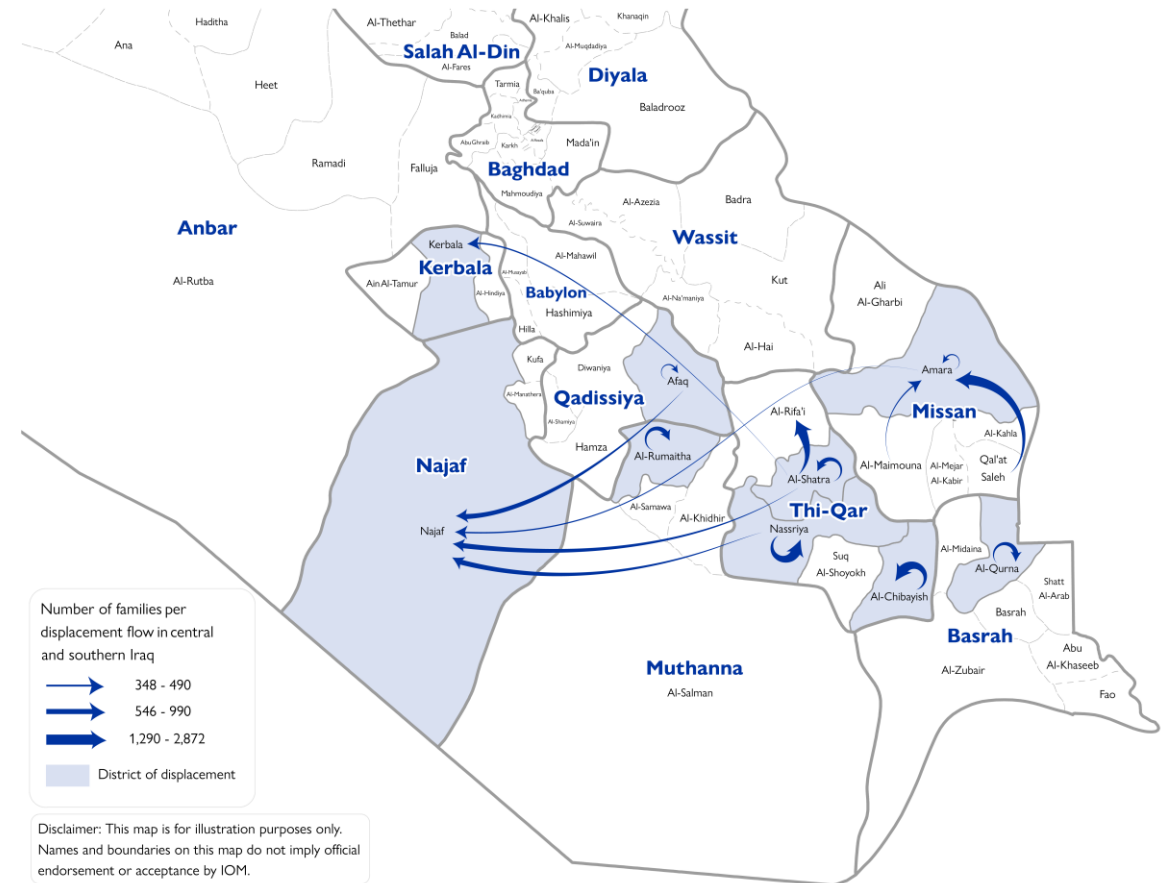 Haditha
Ana
Heet
Ramadi
Falluja
Anbar
Al-Rutba
Al-Thethar
Balad
Salah Al-Din
Al-Fares
Al-Khalis
Khanaqin
Al-Muqdadiya
Diyala
Ba'quba
Baladrooz
Tarmia
Kadhimia
Abu Ghraib
Karkh
Mada'in
Baghdad
Mahmoudiya
Al-Azezia
Badra
Al-Suwaira
Wassit
Kut
Al-Na'maniya
Al-Hai
Kerbala
Kerbala
Ain Al-Tamur
Al-Hindiya
Al-Mahawil
Al-Musayab
Babylon
Hashimiya
Hilla
Kufa
Al-Manathera
Najaf
Najaf
Diwaniya
Afaq
Qadissiya
Al-Shamiya
Hamza
Al-Rumaitha
Al-Samawa
Al-Khidhir
Muthanna
Al-Salman
Al-Rifa'i
Al-Shatra
Thi-Qar
Nassriya
Suq
Al-Shoyokh
Al-Chibayish
Ali
Al-Gharbi
Amara
Missan
Al-Kahla
Al-Maimouna
Al-Mejar
Al-Kabir
Qal'at
Saleh
Al-Midaina
Al-Qurna
Shatt
Al-Arab
Basrah
Basrah
Al-Zubair
Abu
Al-Khaseeb
Fao
Number of families per
displacement flow in central
and southern Iraq
348 - 490
546 - 990
1,290 - 2,872
District of displacement
Disclaimer: This map is for illustration purposes only.
Names and boundaries on this map do not imply official
endorsement or acceptance by IOM.